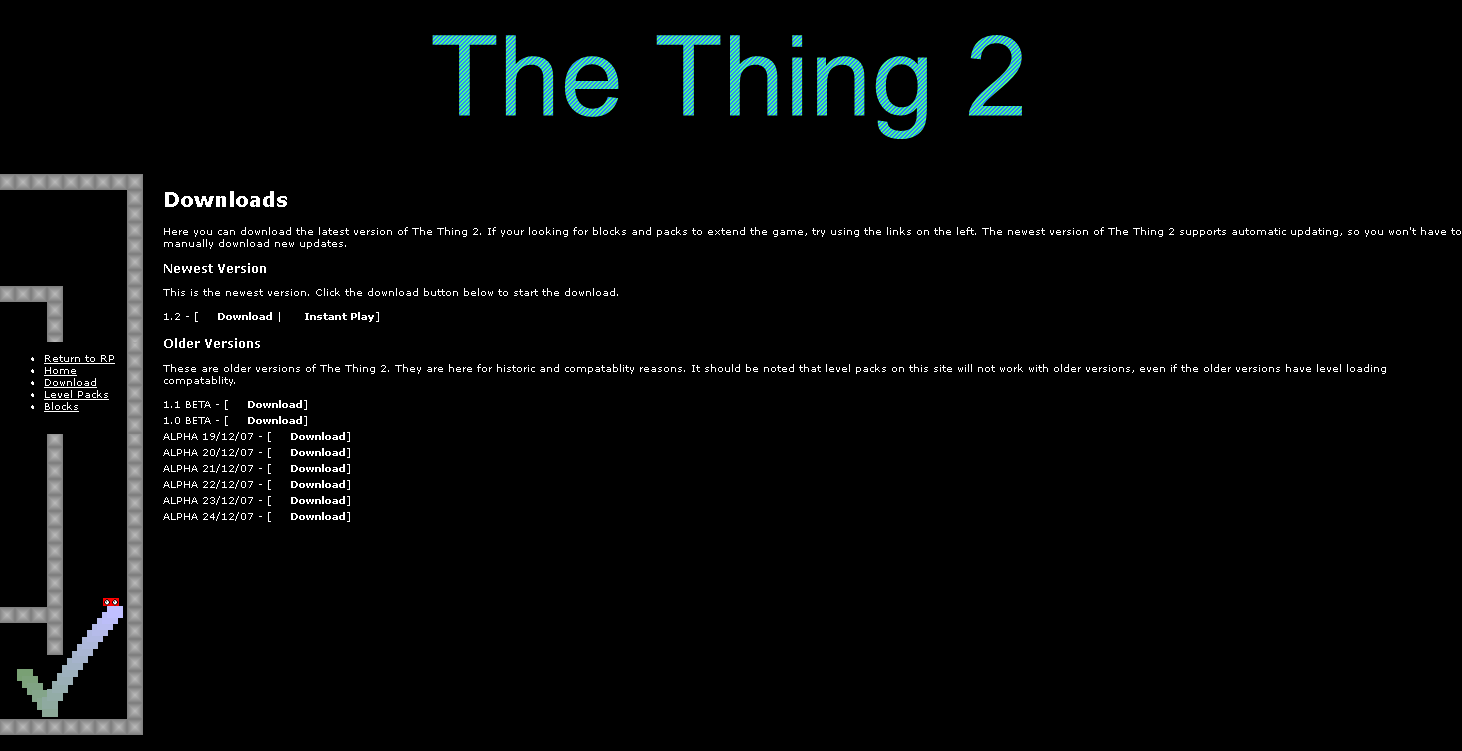 The Thing 2
Downloads
Here you can download the latest version of The Thing 2. If your looking for blocks and packs to extend the game, try using the links on the left. The newest version of The Thing 2 supports automatic updating, so you won't have to
manually download new updates.
Newest Version
This is the newest version. Click the download button below to start the download.
1.2 - [ Download | Instant Play]
Older Versions
These are older versions of The Thing 2. They are here for historic and compatablity reasons. It should be noted that level packs on this site will not work with older versions, even if the older versions have level loading
compatablity.
1.1 BETA - [ Download]
1.0 BETA - [ Download]
ALPHA 19/12/07 - [ Download]
ALPHA 20/12/07 - [ Download]
ALPHA 21/12/07 - [ Download]
ALPHA 22/12/07 - [ Download]
ALPHA 23/12/07 - [ Download]
ALPHA 24/12/07 - [ Download]
Return to RP
Home
Download
Level Packs
Blocks